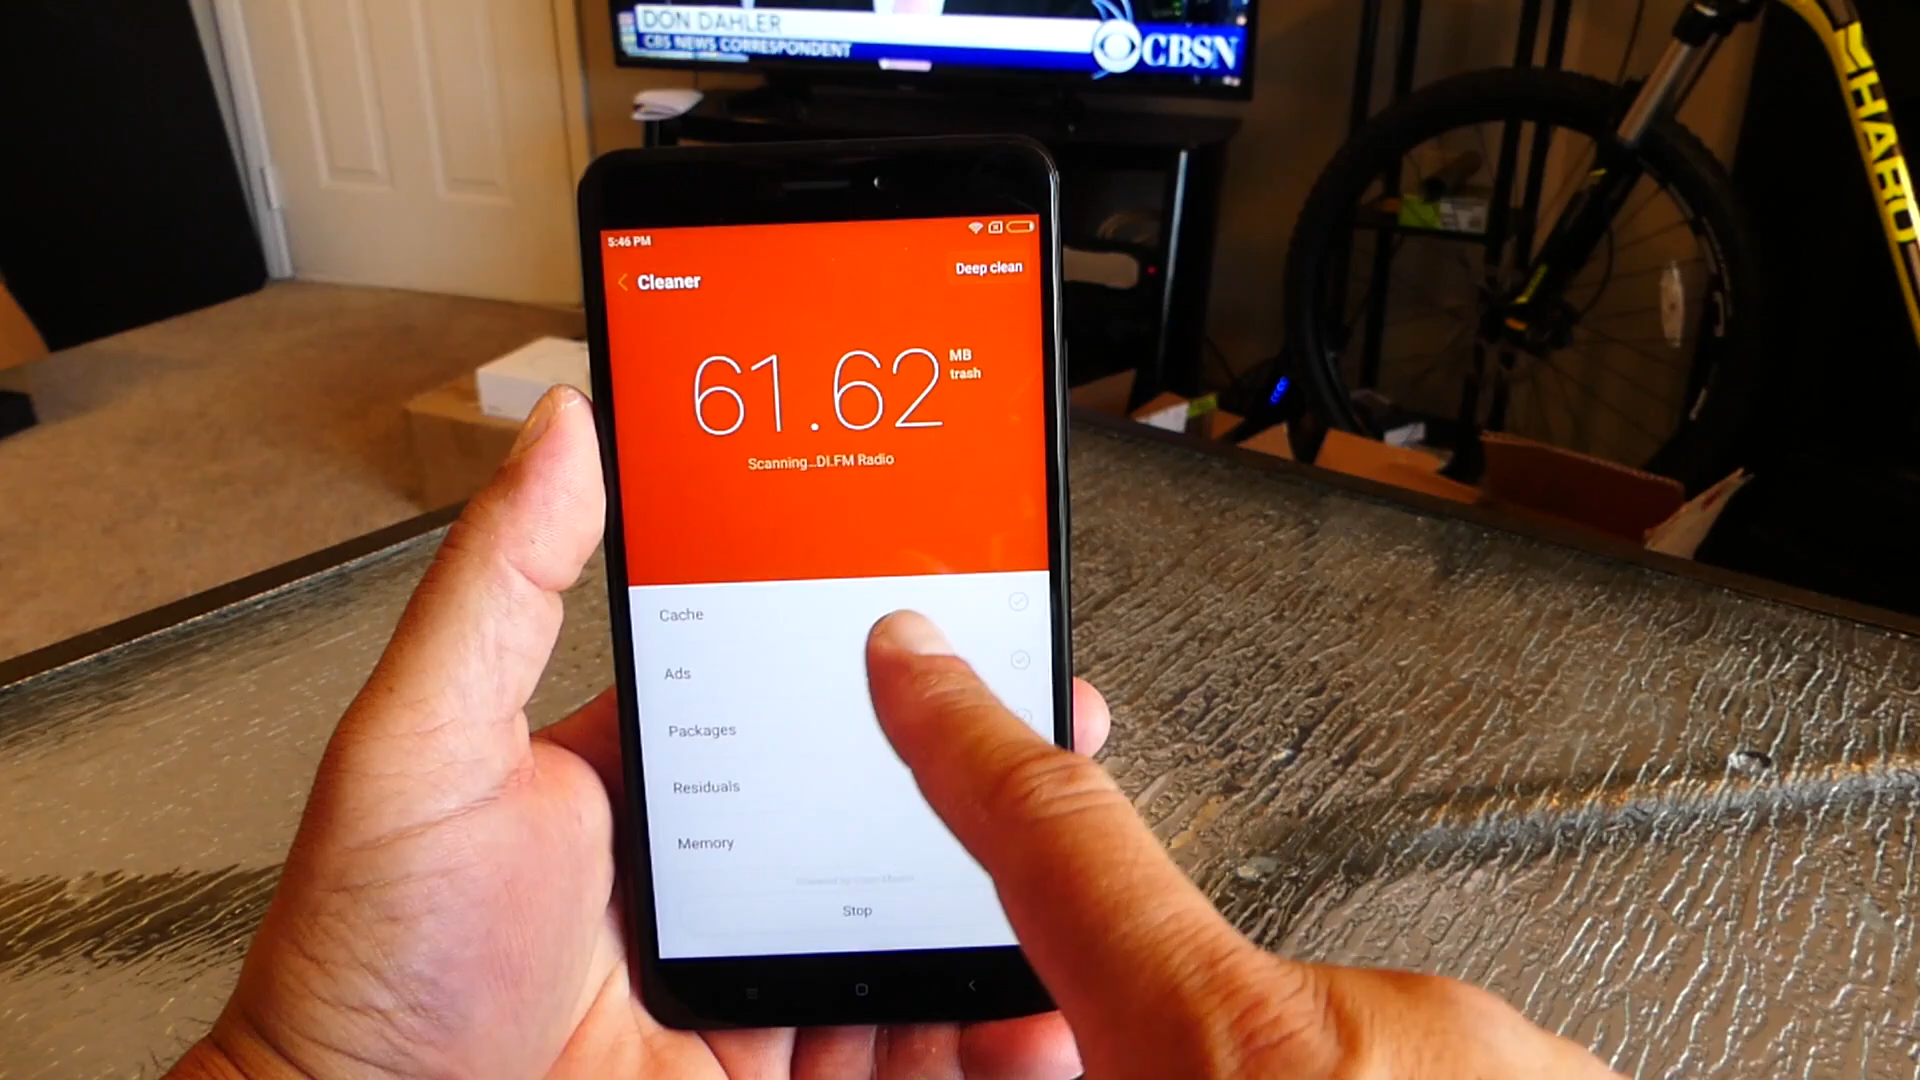 DON DAHLER
CBS NEWS CORRESPONDENT
CBSN
HARO
5:46 PM
Cleaner
Deep clean
61.62
MB
trash
Scanning...DI.FM Radio
Cache
Ads
Packages
Residuals
Memory
Stop